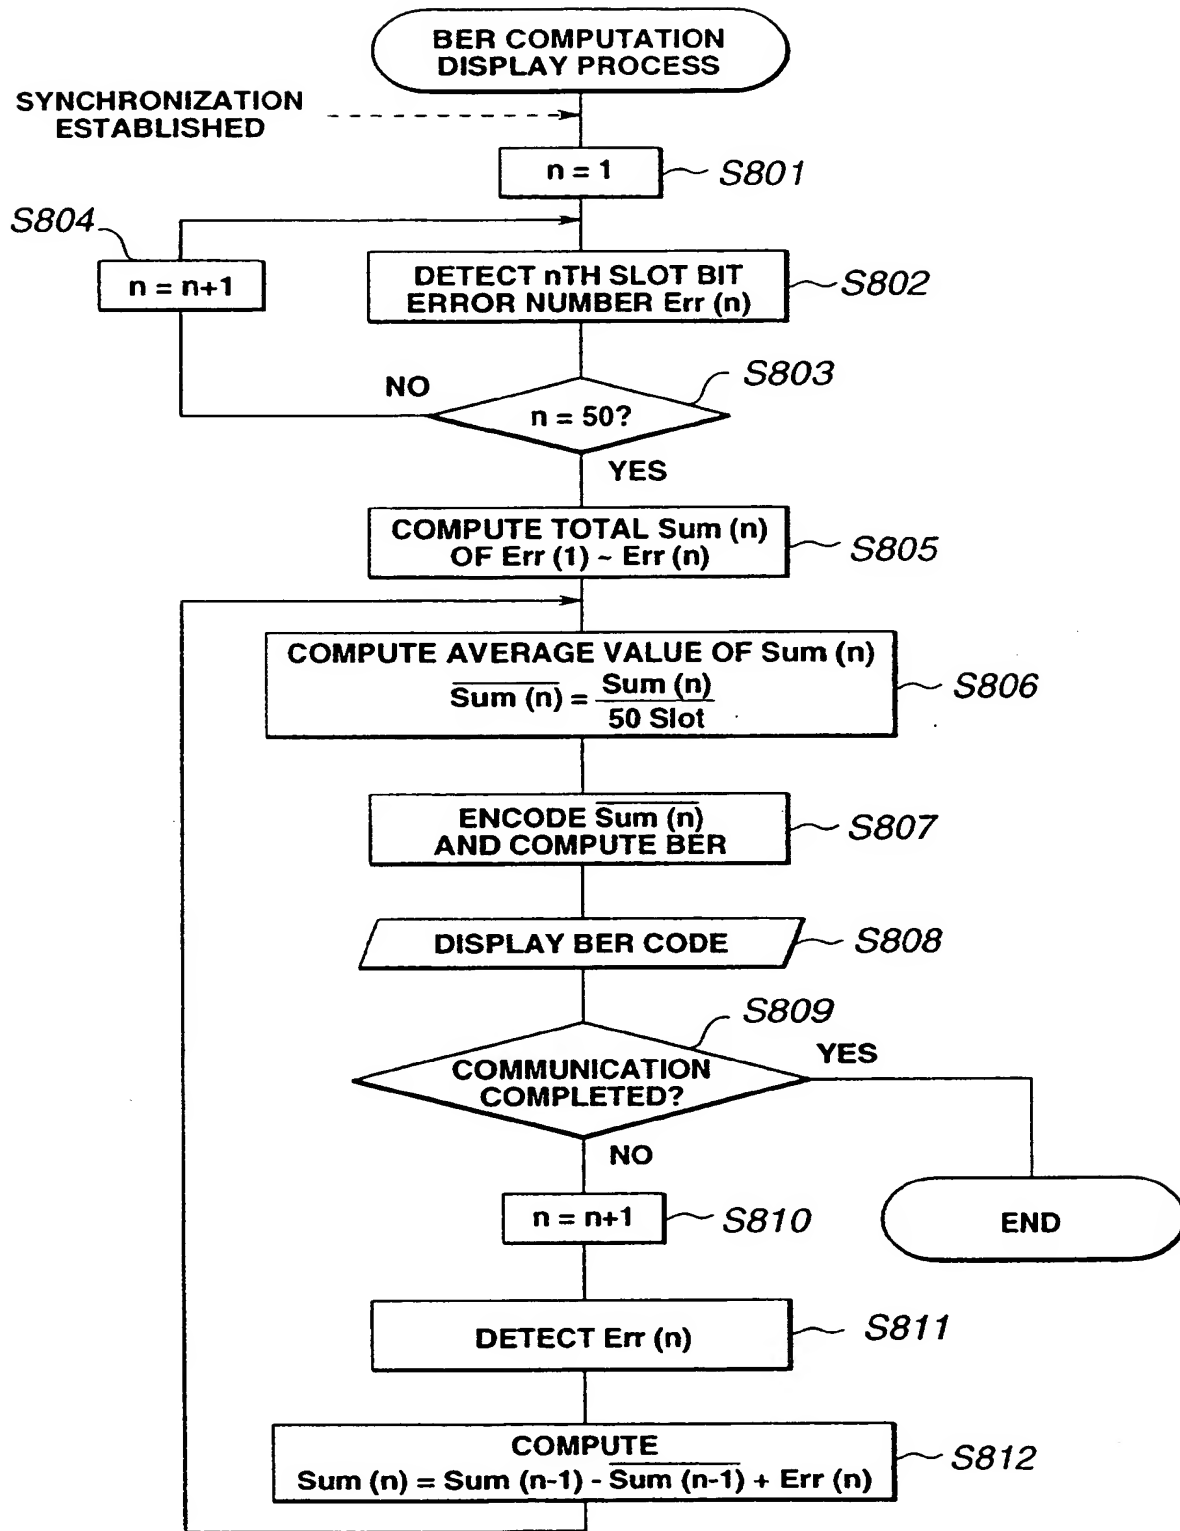 BER COMPUTATION
DISPLAY PROCESS
SYNCHRONIZATION
ESTABLISHED
n = 1
S801
S804
n = n+1
DETECT nTH SLOT BIT
ERROR NUMBER Err (n)
S802
S803
NO
n = 50?
YES
COMPUTE TOTAL Sum (n)
OF Err (1) ~ Err (n)
S805
COMPUTE AVERAGE VALUE OF Sum (n)
S̅u̅m̅ ̅(̅n̅)̅ = Sum (n) / 50 Slot
S806
ENCODE S̅u̅m̅ ̅(̅n̅)̅
AND COMPUTE BER
S807
DISPLAY BER CODE
S808
S809
COMMUNICATION
COMPLETED?
YES
NO
n = n+1
S810
END
DETECT Err (n)
S811
COMPUTE
Sum (n) = Sum (n-1) - S̅u̅m̅ ̅(̅n̅-̅1̅)̅ + Err (n)
S812